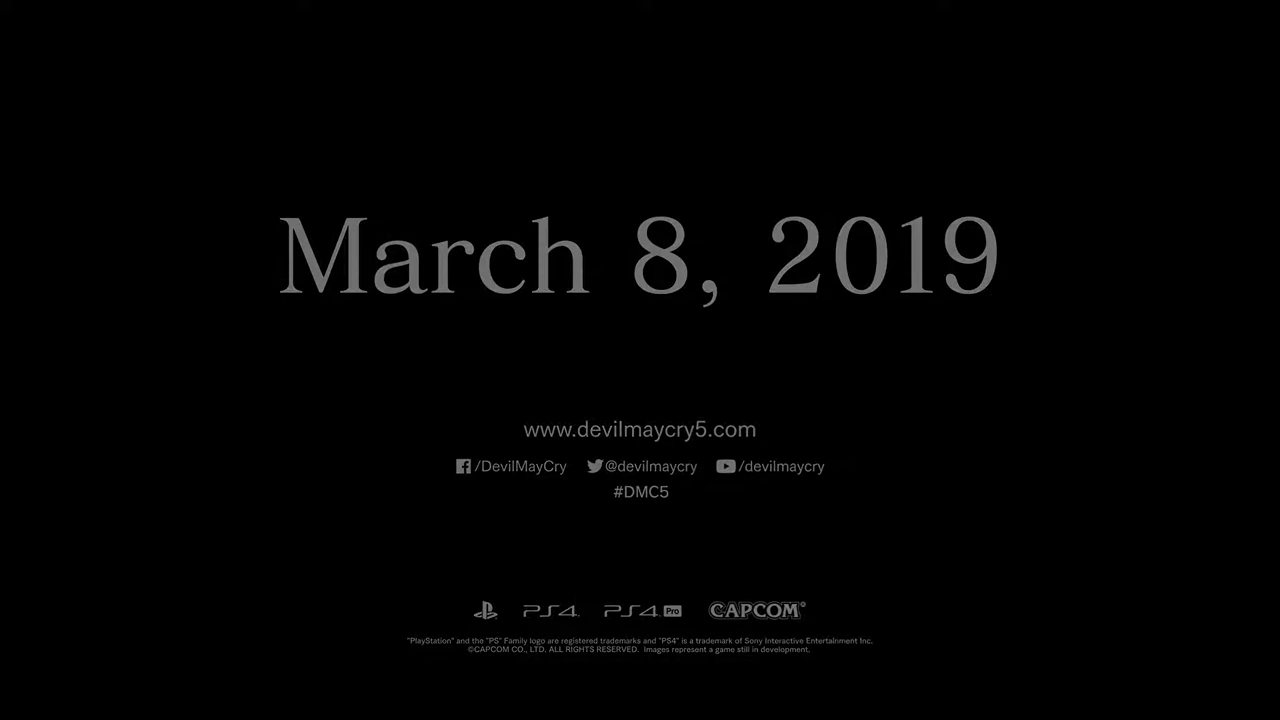 March 8, 2019
www.devilmaycry5.com
/DevilMayCry @devilmaycry /devilmaycry
#DMC5
PS4 PS4 Pro CAPCOM®
"PlayStation" and the "PS" Family logo are registered trademarks and "PS4" is a trademark of Sony Interactive Entertainment Inc.
©CAPCOM CO., LTD. ALL RIGHTS RESERVED. Images represent a game still in development.